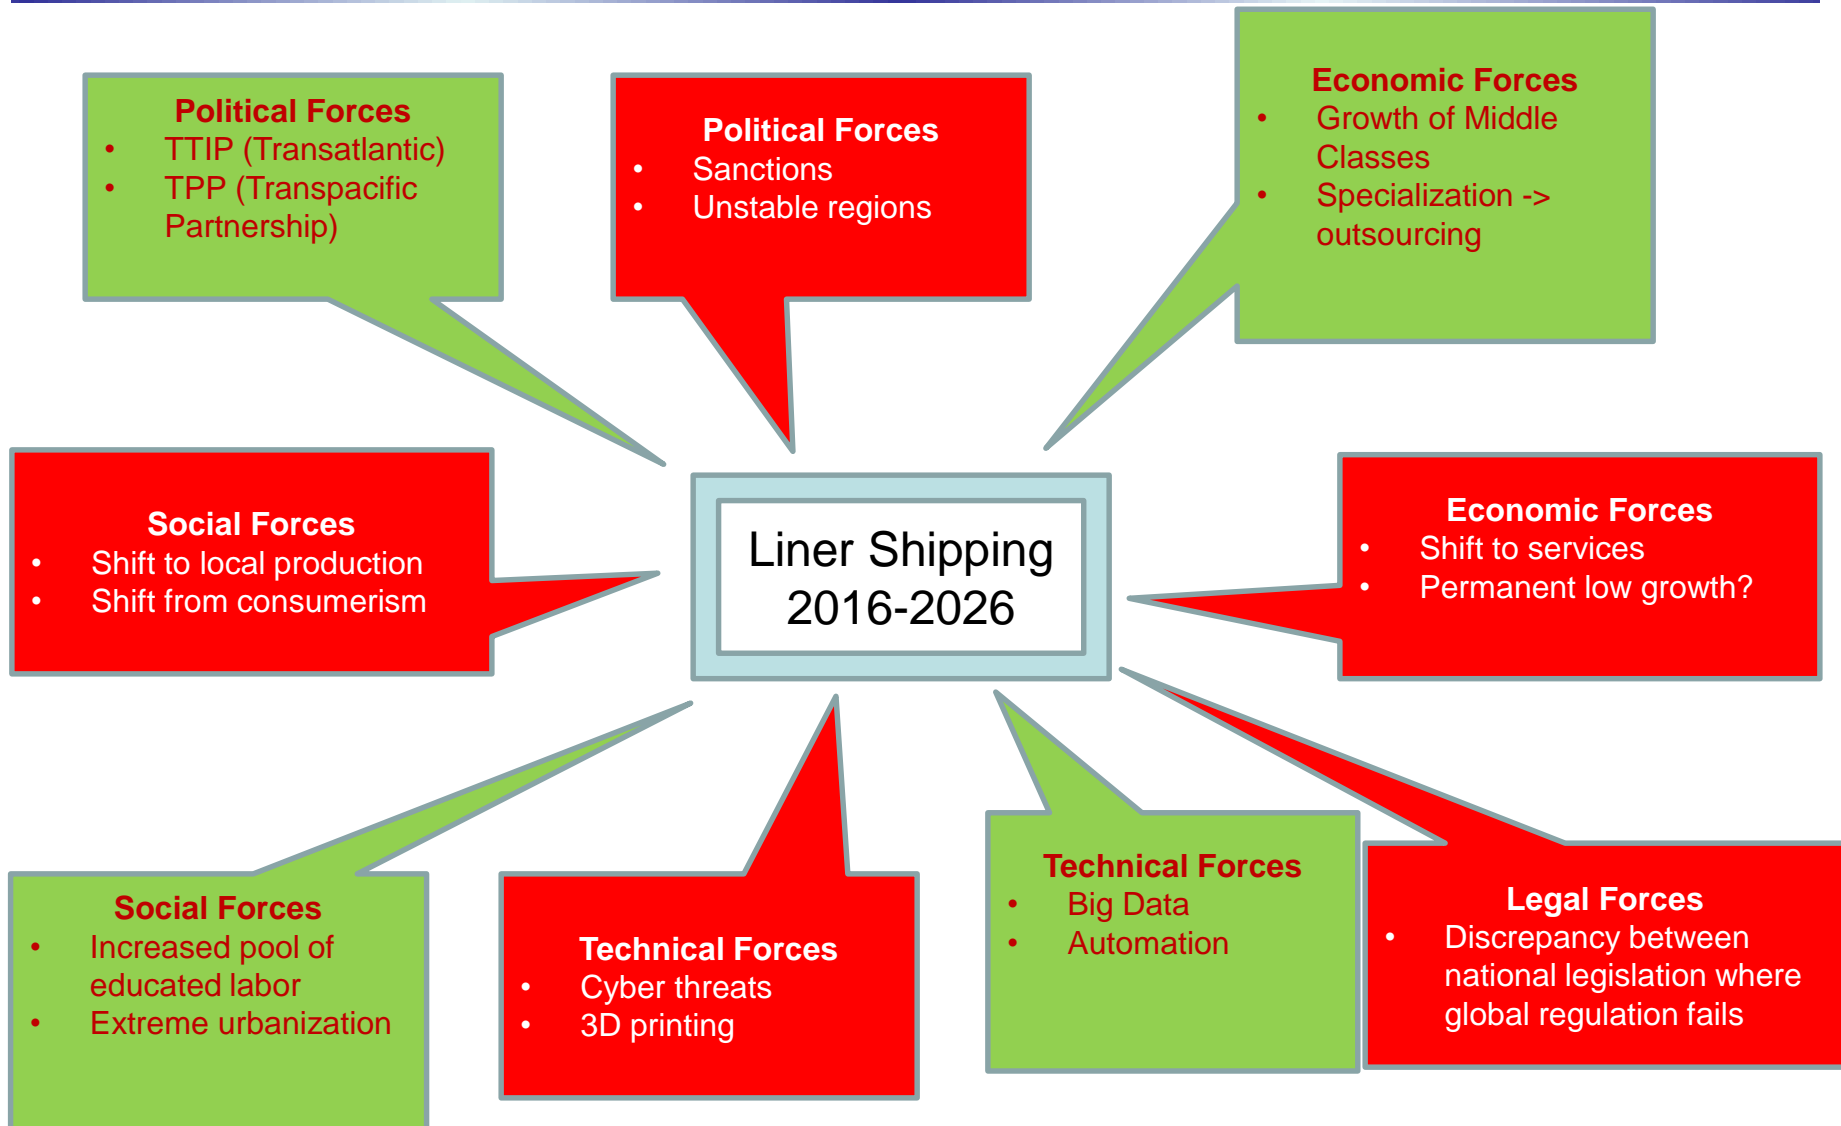 Political Forces
• TTIP (Transatlantic)
• TPP (Transpacific
Partnership)
Political Forces
• Sanctions
• Unstable regions
Economic Forces
• Growth of Middle
Classes
• Specialization ->
outsourcing
Social Forces
• Shift to local production
• Shift from consumerism
Liner Shipping
2016-2026
Economic Forces
• Shift to services
• Permanent low growth?
Social Forces
• Increased pool of
educated labor
• Extreme urbanization
Technical Forces
• Cyber threats
• 3D printing
Technical Forces
• Big Data
• Automation
Legal Forces
• Discrepancy between
national legislation where
global regulation fails